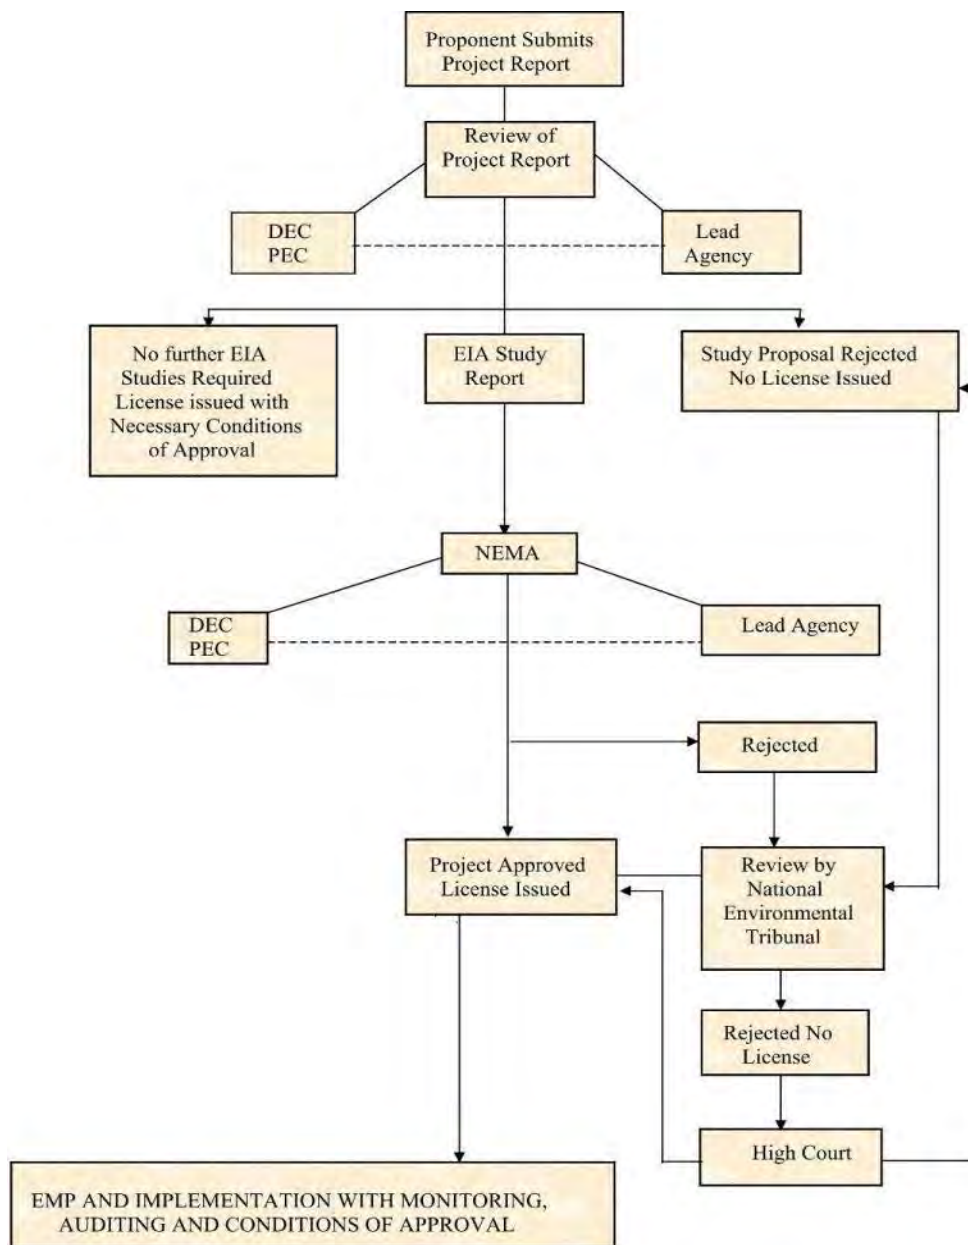 Proponent Submits
Project Report
Review of
Project Report
DEC
PEC
Lead
Agency
No further EIA
Studies Required
License issued with
Necessary Conditions
of Approval
EIA Study
Report
Study Proposal Rejected
No License Issued
NEMA
DEC
PEC
Lead Agency
Rejected
Project Approved
License Issued
Review by
National
Environmental
Tribunal
Rejected No
License
High Court
EMP AND IMPLEMENTATION WITH MONITORING,
AUDITING AND CONDITIONS OF APPROVAL